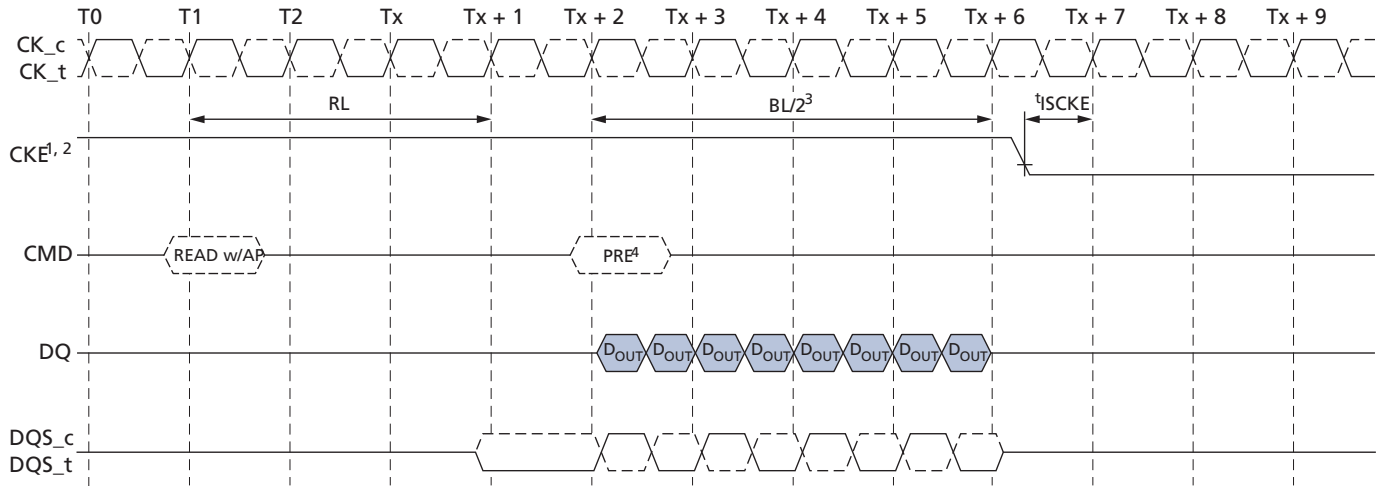 T0 T1 T2 Tx Tx + 1 Tx + 2 Tx + 3 Tx + 4 Tx + 5 Tx + 6 Tx + 7 Tx + 8 Tx + 9
CK_c
CK_t
RL BL/2³ ᵗISCKE
CKE¹, ²
CMD READ w/AP PRE⁴
DQ DOUT DOUT DOUT DOUT DOUT DOUT DOUT DOUT
DQS_c
DQS_t